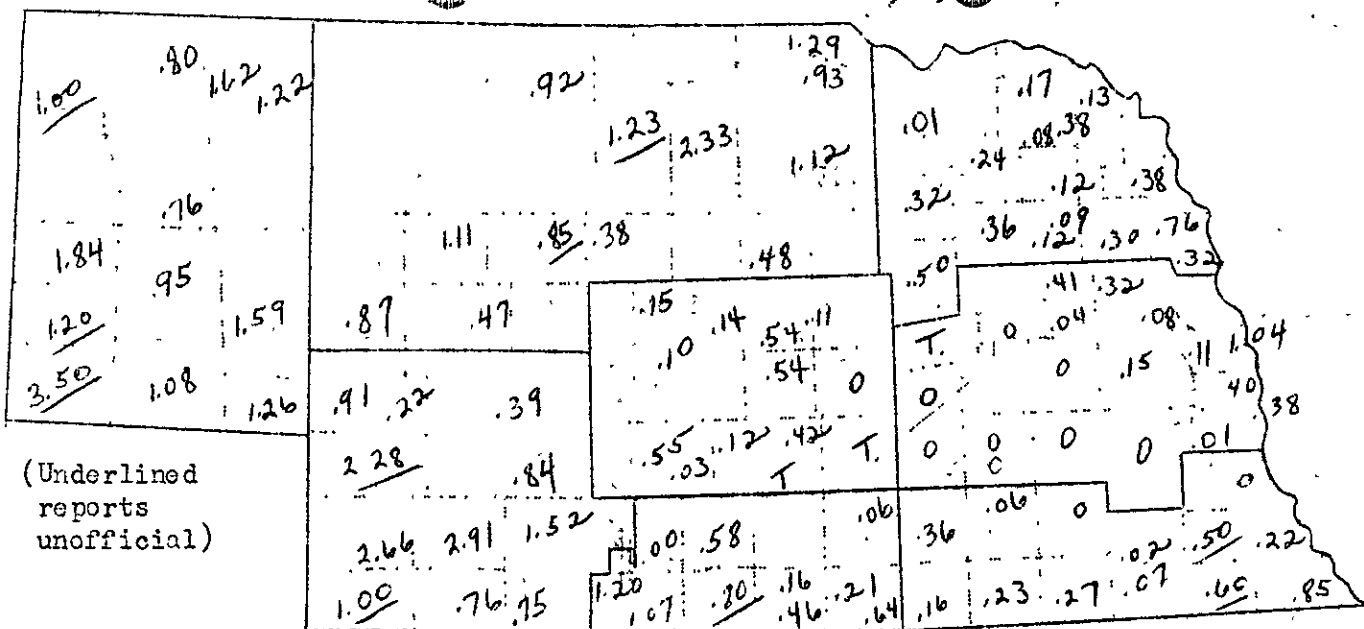 1.29
.80 .92 .93
1.62 .17
1.00 1.22 .13
.01 .38
1.23 2.33 .08
1.12 .24
.12 .38
.32
.76 .09
1.11 .85 .38 .36 .12 .30 .76
1.84 .48 .32
.95 .50 .41 .32
.15
1.20 1.59 .87 .47 .14 .54 .11 T. 0 .04 .08
.10 .54 0 .15 .11 1.04
3.50 1.08 .91 .22 .39 0 0 .40
1.26 .38
.55 .12 .42 T. 0 0 0 0 .01
(Underlined 2.28 .84 .03 T 0
reports .06 .06 0
unofficial) 2.66 2.91 1.52 .00 .58 .36
.02 .50 .22
1.00 .76 .75 1.20 1.07 .80 .16 .21 .16 .23 .27 .07 .60 .85
.46 .64